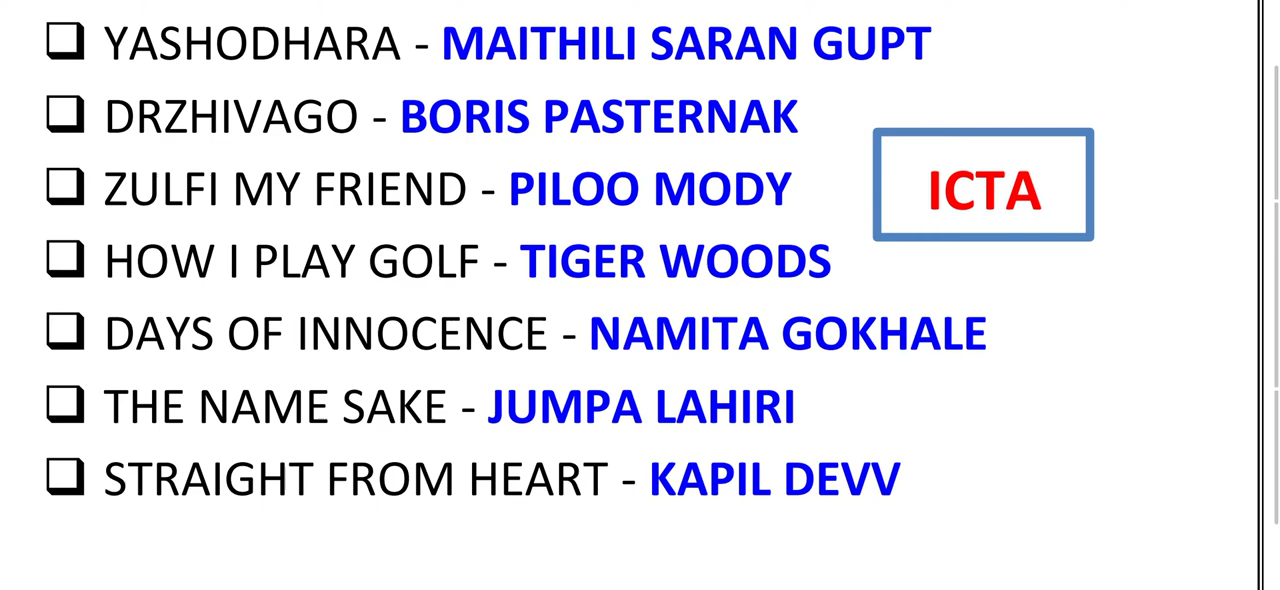 YASHODHARA - MAITHILI SARAN GUPT
DRZHIVAGO - BORIS PASTERNAK
ZULFI MY FRIEND - PILOO MODY
ICTA
HOW I PLAY GOLF - TIGER WOODS
DAYS OF INNOCENCE - NAMITA GOKHALE
THE NAME SAKE - JUMPA LAHIRI
STRAIGHT FROM HEART - KAPIL DEVV